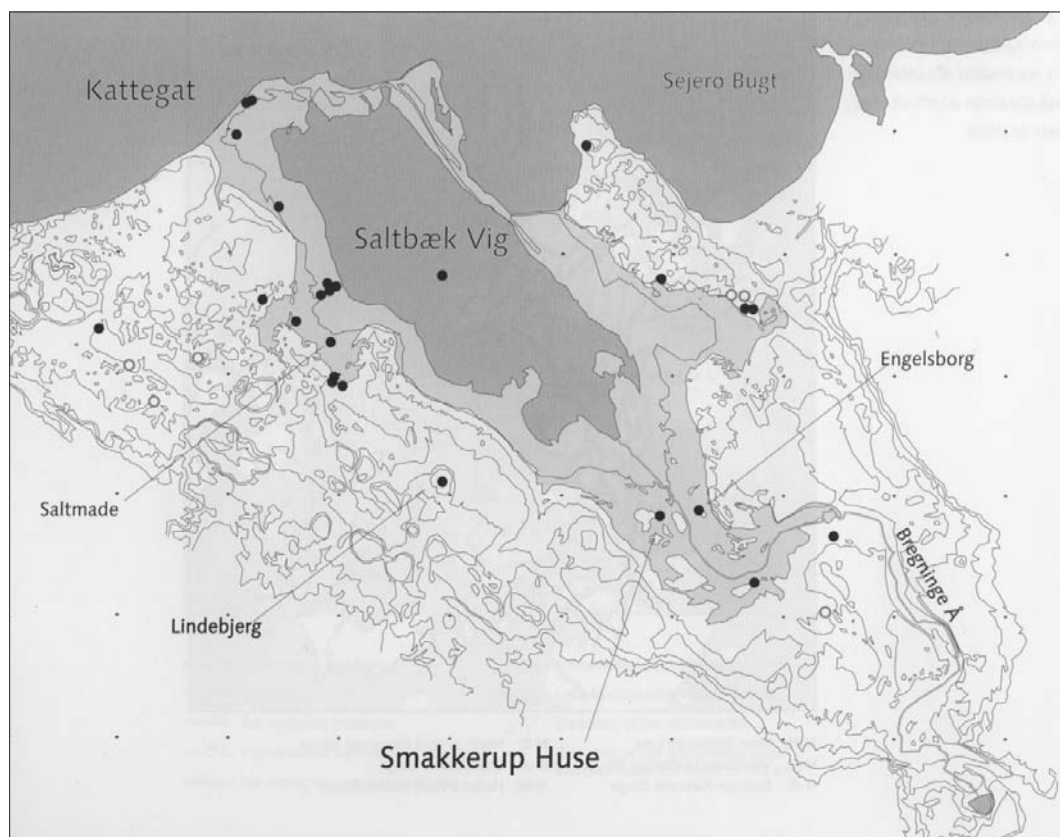 Kattegat
Sejerø Bugt
Saltbæk Vig
Engelsborg
Saltmade
Bregninge Å
Lindebjerg
Smakkerup Huse